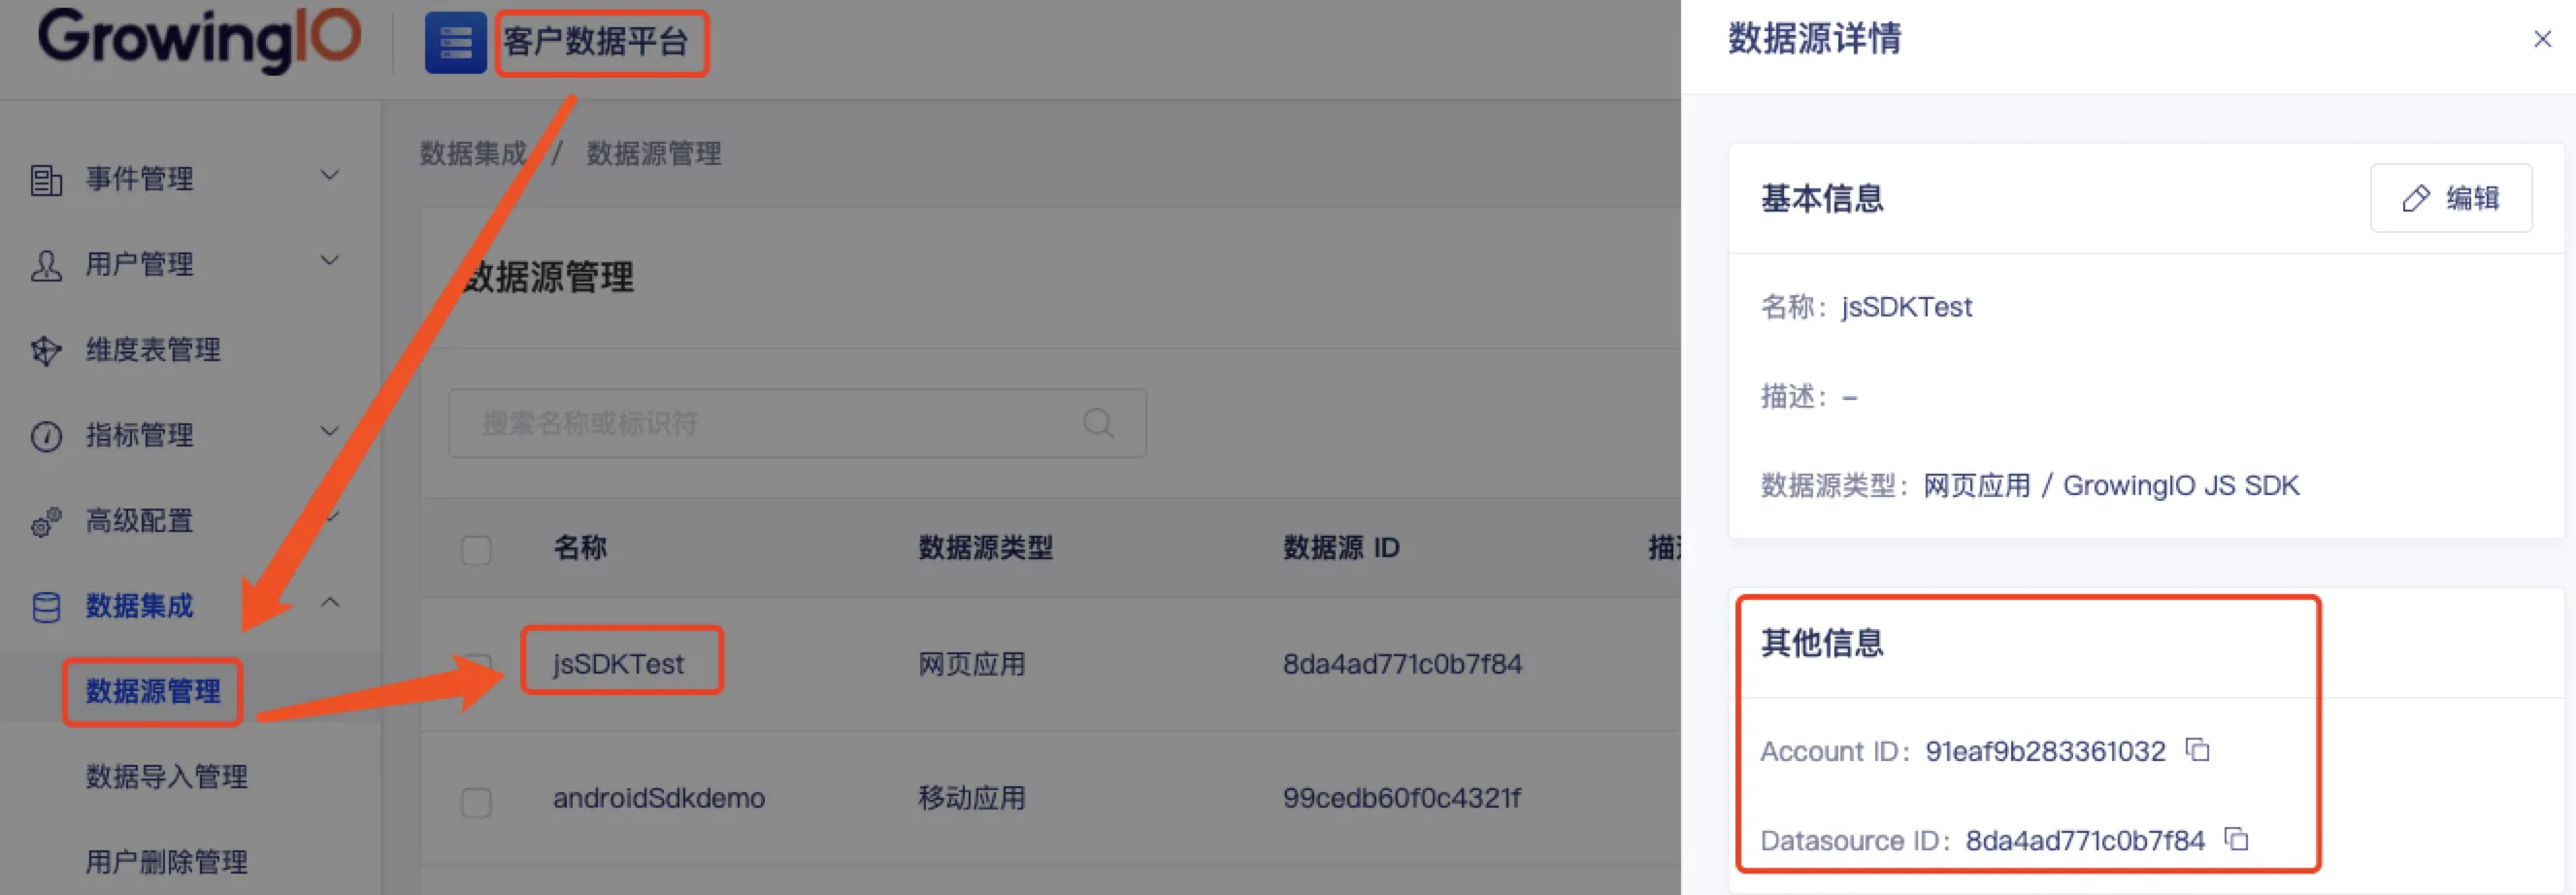 GrowingIO
客户数据平台
事件管理
用户管理
维度表管理
指标管理
高级配置
数据集成
数据源管理
数据导入管理
用户删除管理
数据集成 / 数据源管理
数据源管理
搜索名称或标识符
名称 数据源类型 数据源 ID
jsSDKTest 网页应用 8da4ad771c0b7f84
androidSdkdemo 移动应用 99cedb60f0c4321f
数据源详情
基本信息
编辑
名称: jsSDKTest
描述: –
数据源类型: 网页应用 / GrowingIO JS SDK
其他信息
Account ID: 91eaf9b283361032
Datasource ID: 8da4ad771c0b7f84